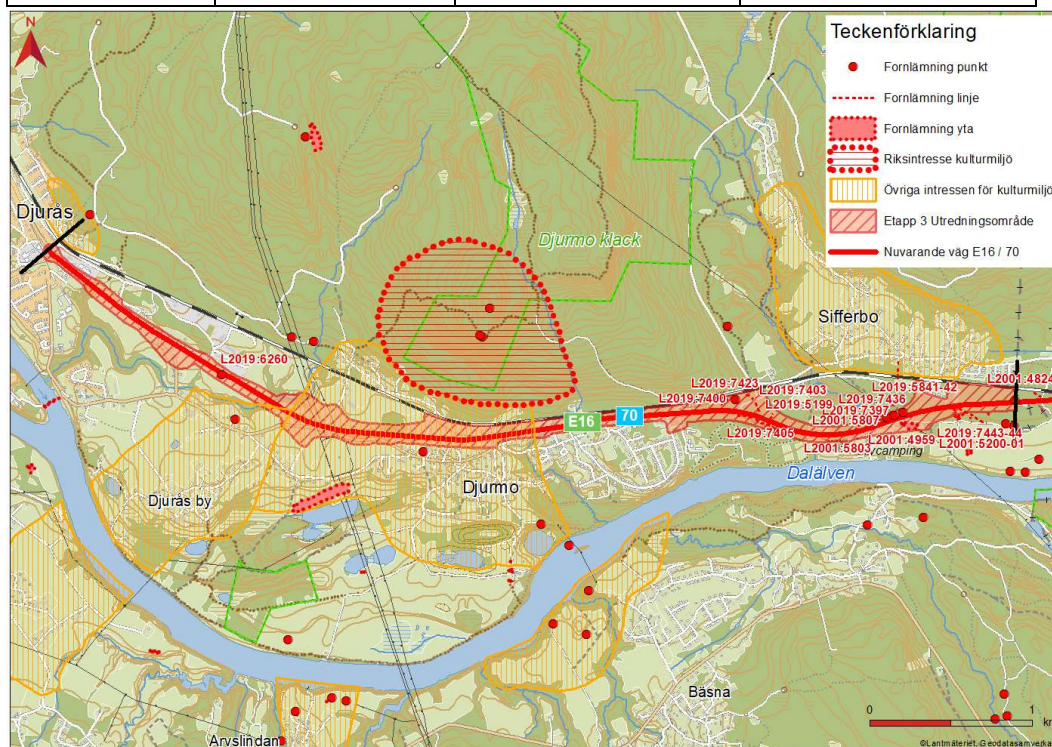 N
Teckenförklaring
Fornlämning punkt
Fornlämning linje
Fornlämning yta
Riksintresse kulturmiljö
Övriga intressen för kulturmiljö
Etapp 3 Utredningsområde
Nuvarande väg E16 / 70
Djurås
Djurmo klack
Sifferbo
L2019:6260
L2019:7423
L2019:7400
L2019:7403
L2019:5199
L2019:5841-42
L2019:7436
L2019:7397
L2001:5807
L2001:4824
E16
70
L2019:7405
L2001:5803
L2001:4959
L2019:7443-44
L2001:5200-01
camping
Dalälven
Djurås by
Djurmo
Bäsna
Arvslindan
0
1
km
©Lantmäteriet, Geodatasamverkan